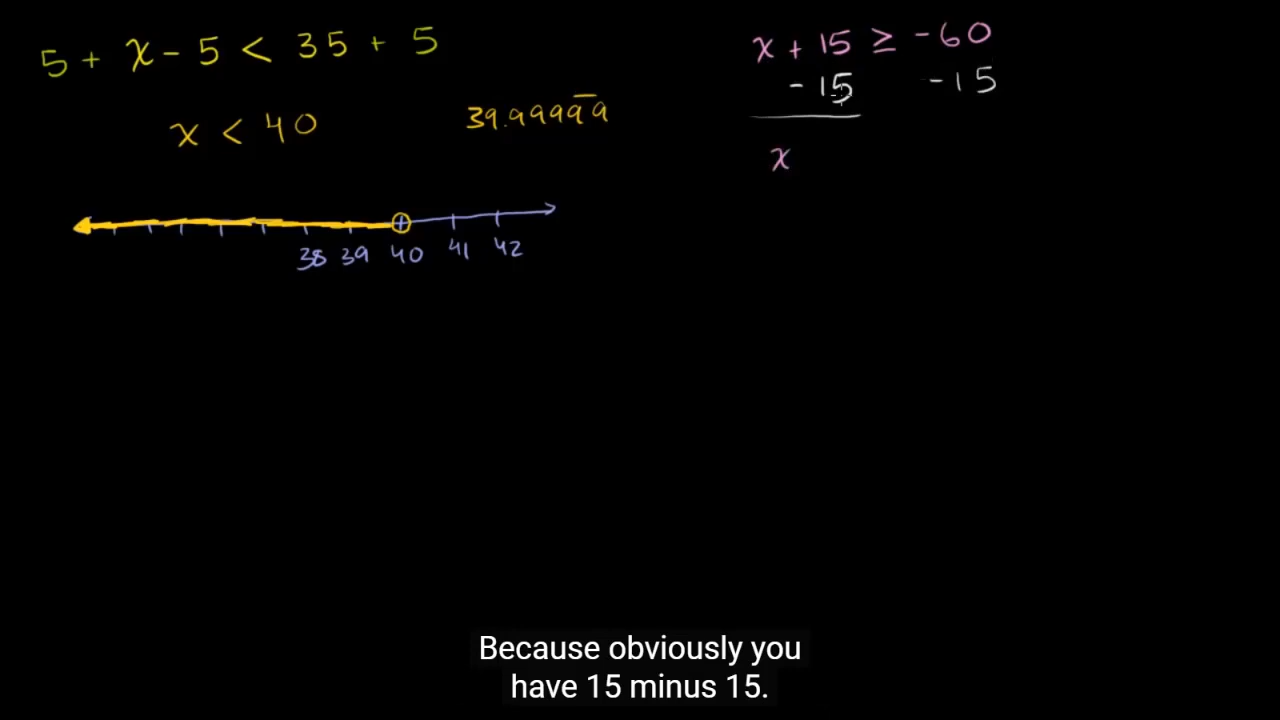 5 + x - 5 < 35 + 5
x < 40
39.99999̅9
38 39 40 41 42
x + 15 ≥ -60
-15 -15
x
Because obviously you
have 15 minus 15.